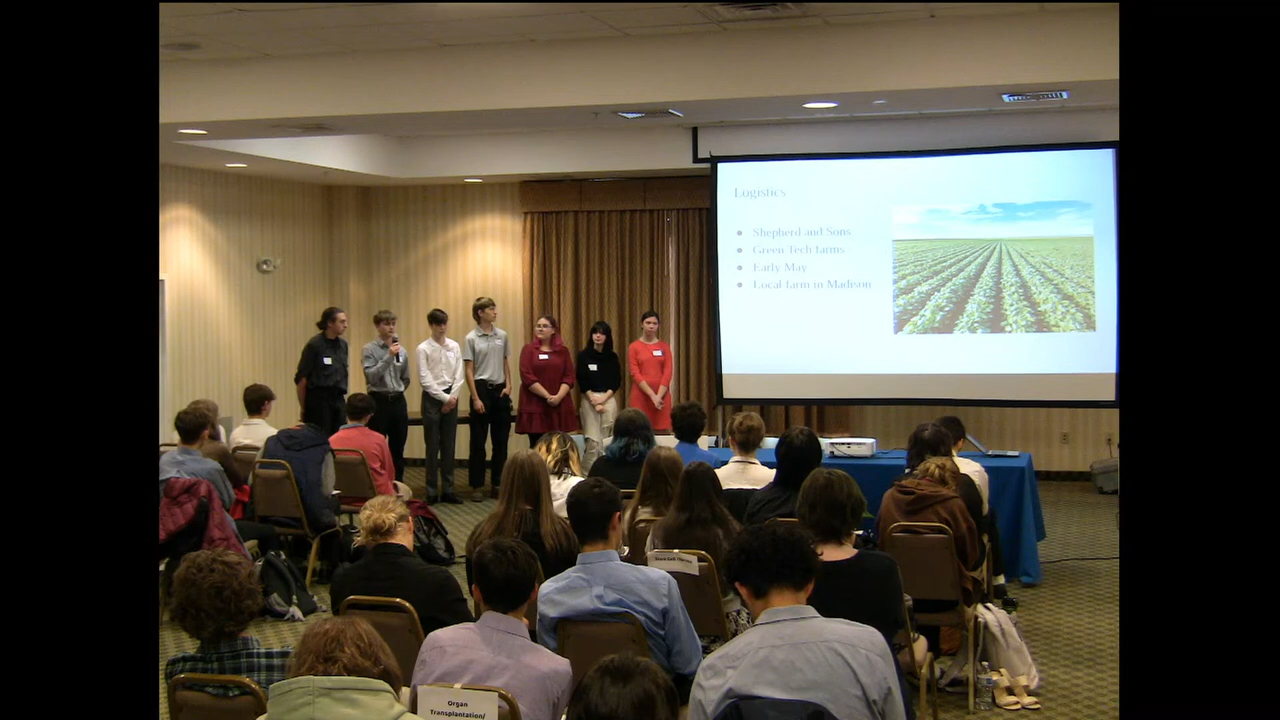 Logistics
Shepherd and Sons
Green Tech farms
Early May
Local farm in Madison
Organ
Transplantation/